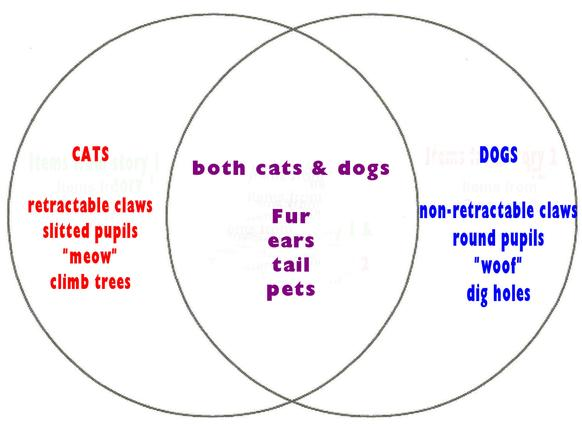 CATS
retractable claws
slitted pupils
"meow"
climb trees
both cats & dogs
Fur
ears
tail
pets
DOGS
non-retractable claws
round pupils
"woof"
dig holes